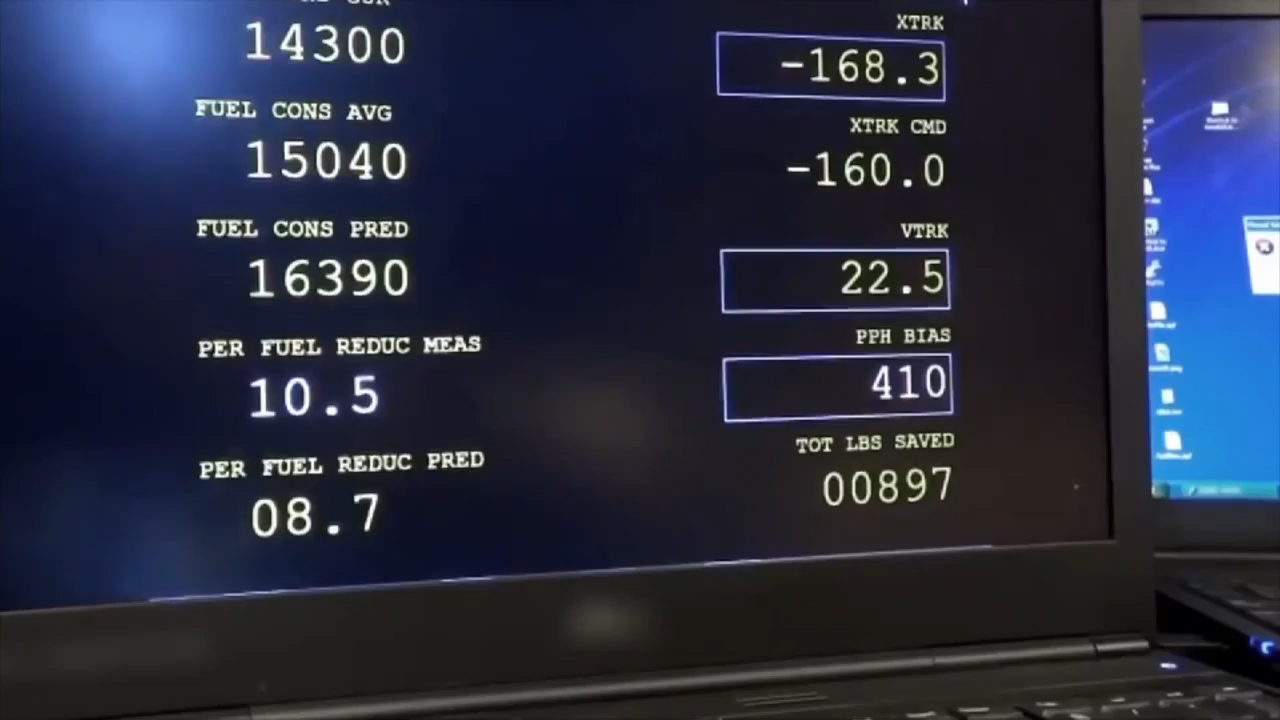 14300
FUEL CONS AVG
15040
FUEL CONS PRED
16390
PER FUEL REDUC MEAS
10.5
PER FUEL REDUC PRED
08.7
XTRK
-168.3
XTRK CMD
-160.0
VTRK
22.5
PPH BIAS
410
TOT LBS SAVED
00897